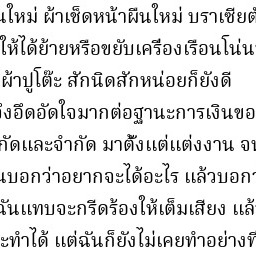 นใหม่ ผ้าเช็ดหน้าผืนใหม่ บราเซียตั
ให้ได้ย้ายหรือขยับเครื่องเรือนโน่นน
ผ้าปูโต๊ะ สักนิดสักหน่อยก็ยังดี
จึงอึดอัดใจมากต่อฐานะการเงินขอ
กัดและจำกัด มาตั้งแต่แต่งงาน จน
นบอกว่าอยากจะได้อะไร แล้วบอกว
ฉันแทบจะกรีดร้องให้เต็มเสียง แล้
ะทำได้ แต่ฉันก็ยังไม่เคยทำอย่างที